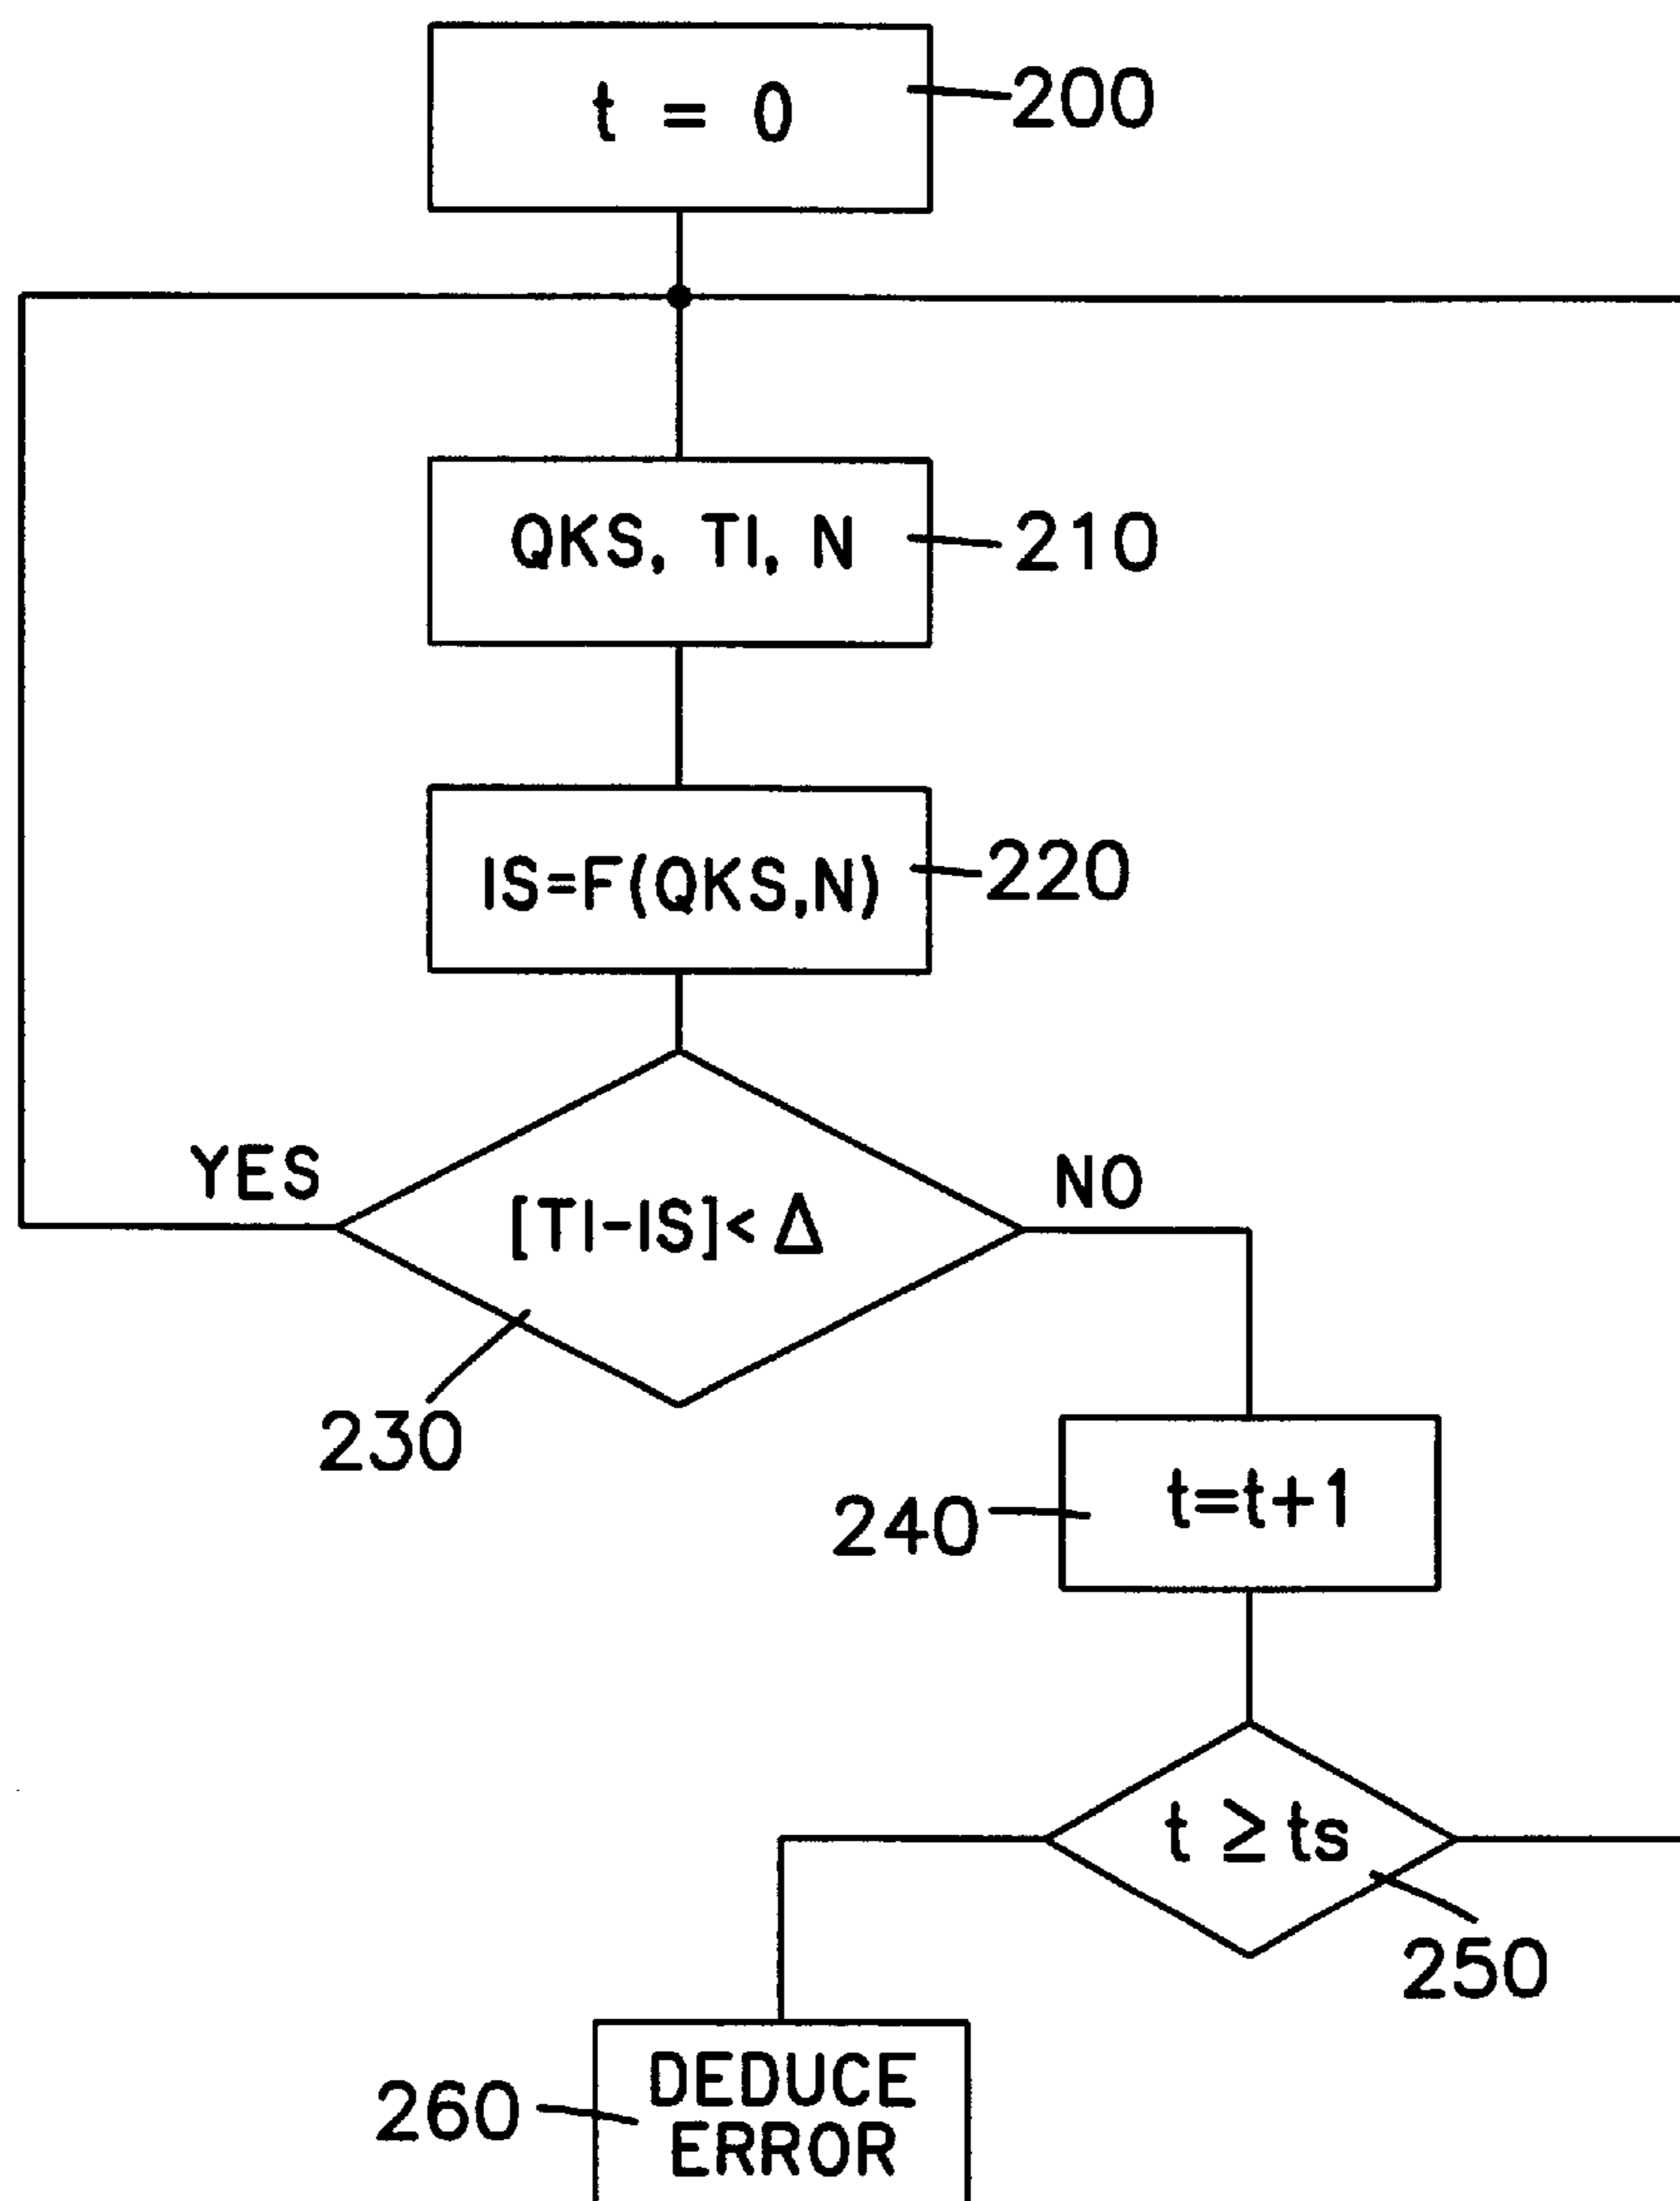 t = 0
200
QKS, TI, N
210
IS=F(QKS,N)
220
YES
[TI-IS]< Δ
NO
230
t=t+1
240
t ≥ ts
250
DEDUCE
ERROR
260